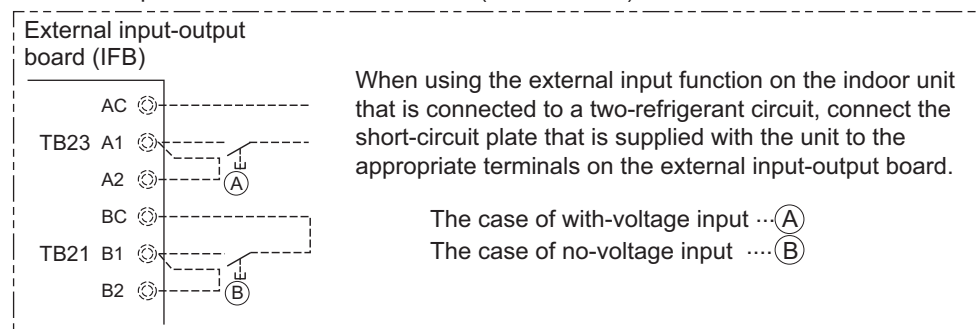 External input-output
board (IFB)
When using the external input function on the indoor unit
that is connected to a two-refrigerant circuit, connect the
short-circuit plate that is supplied with the unit to the
appropriate terminals on the external input-output board.
The case of with-voltage input ···Ⓐ
The case of no-voltage input ····Ⓑ
AC
TB23 A1
A2
Ⓐ
BC
TB21 B1
B2
Ⓑ